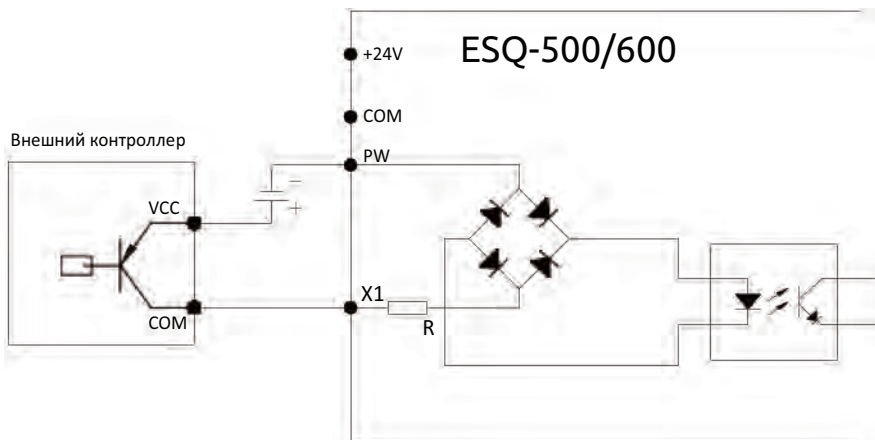 +24V
ESQ-500/600
COM
Внешний контроллер
PW
−
+
VCC
X1
COM
R